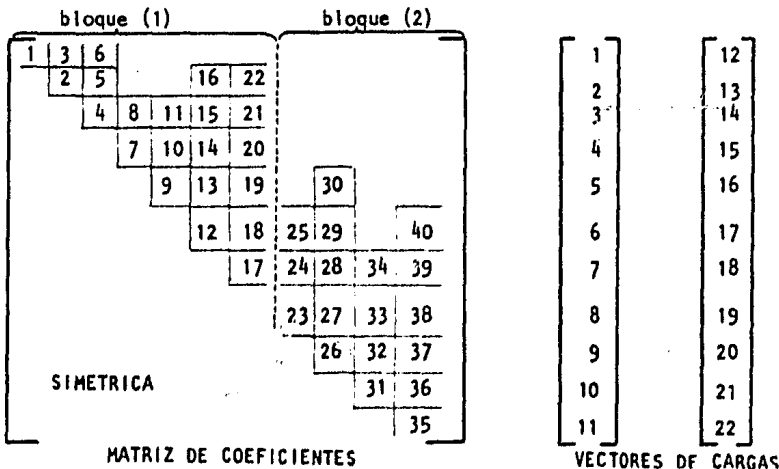 bloque (1) bloque (2)
1 3 6 1 12
2 5 16 22 2 13
4 8 11 15 21 3 14
7 10 14 20 4 15
9 13 19 30 5 16
12 18 25 29 40 6 17
17 24 28 34 39 7 18
23 27 33 38 8 19
26 32 37 9 20
SIMETRICA 31 36 10 21
35 11 22
MATRIZ DE COEFICIENTES VECTORES DE CARGAS